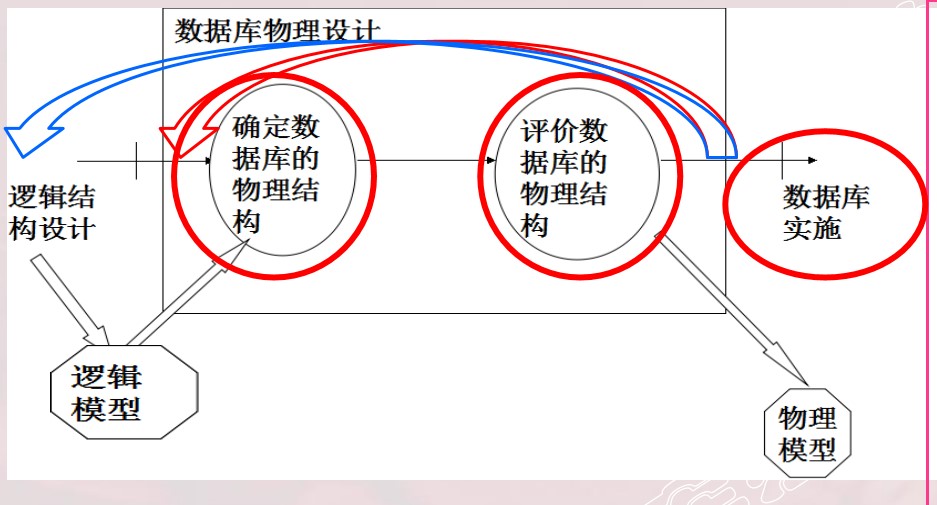 数据库物理设计
逻辑结
构设计
确定数
据库的
物理结
构
评价数
据库的
物理结
构
数据库
实施
逻辑
模型
物理
模型